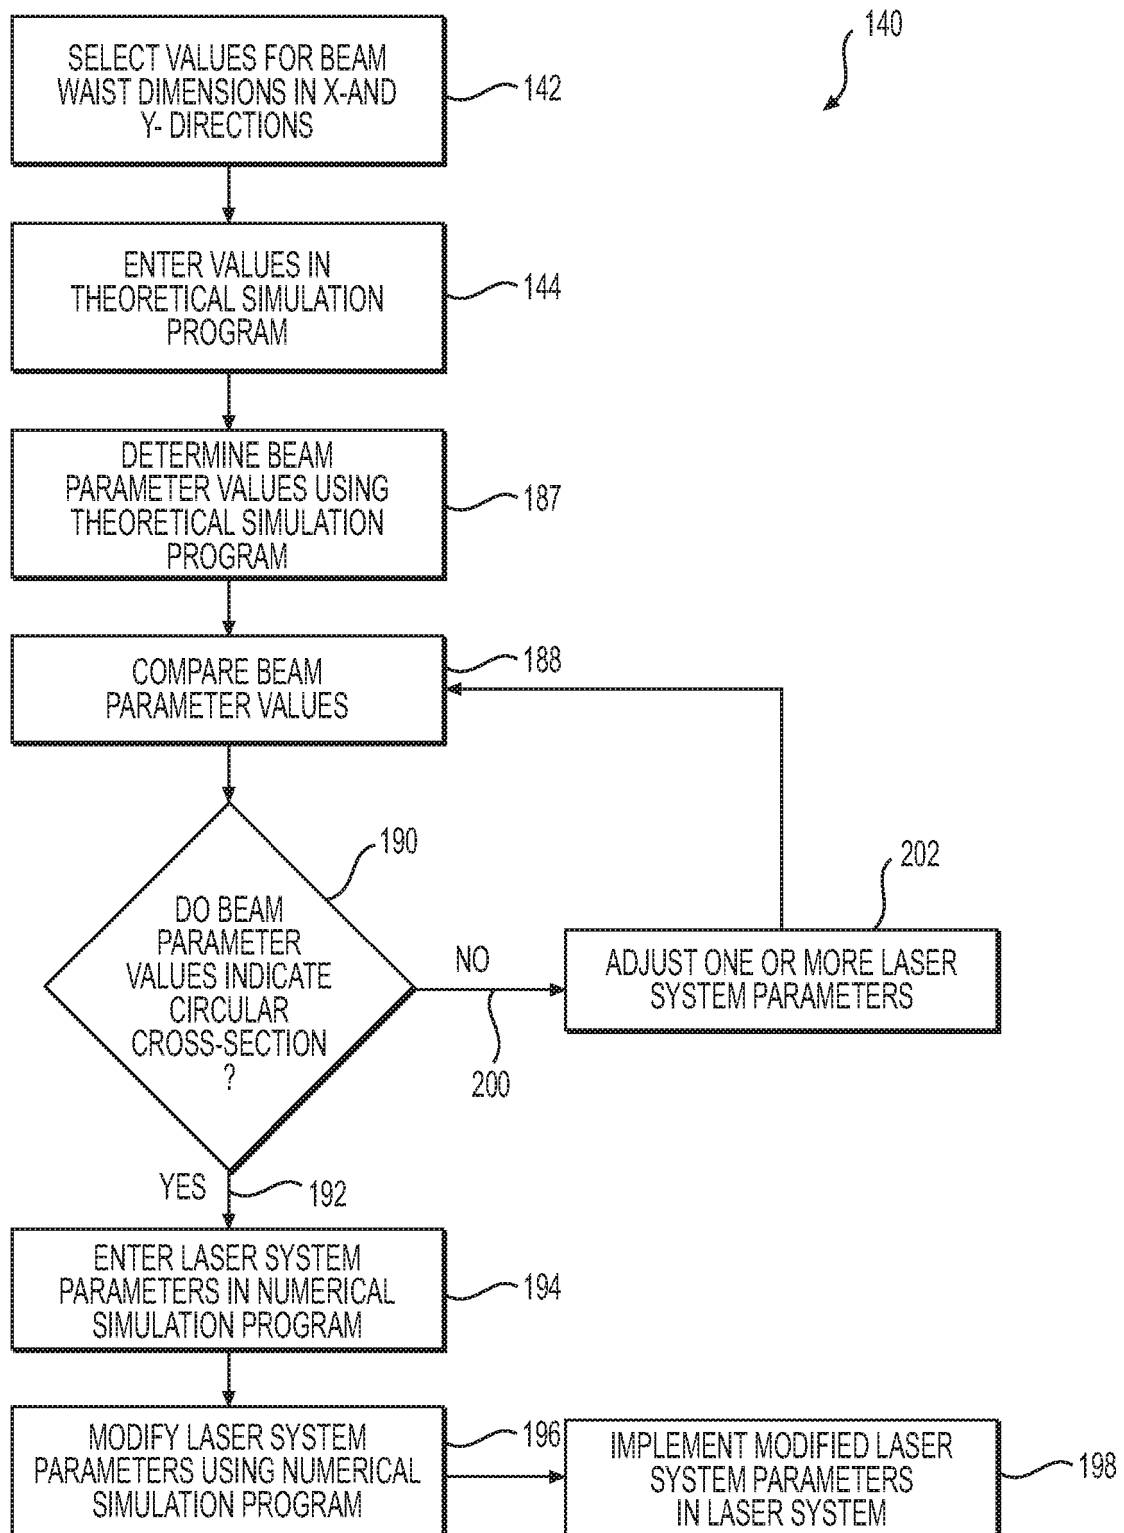 140
SELECT VALUES FOR BEAM
WAIST DIMENSIONS IN X-AND
Y- DIRECTIONS
142
ENTER VALUES IN
THEORETICAL SIMULATION
PROGRAM
144
DETERMINE BEAM
PARAMETER VALUES USING
THEORETICAL SIMULATION
PROGRAM
187
COMPARE BEAM
PARAMETER VALUES
188
DO BEAM
PARAMETER
VALUES INDICATE
CIRCULAR
CROSS-SECTION
?
190
NO
200
ADJUST ONE OR MORE LASER
SYSTEM PARAMETERS
202
YES
192
ENTER LASER SYSTEM
PARAMETERS IN NUMERICAL
SIMULATION PROGRAM
194
MODIFY LASER SYSTEM
PARAMETERS USING NUMERICAL
SIMULATION PROGRAM
196
IMPLEMENT MODIFIED LASER
SYSTEM PARAMETERS
IN LASER SYSTEM
198